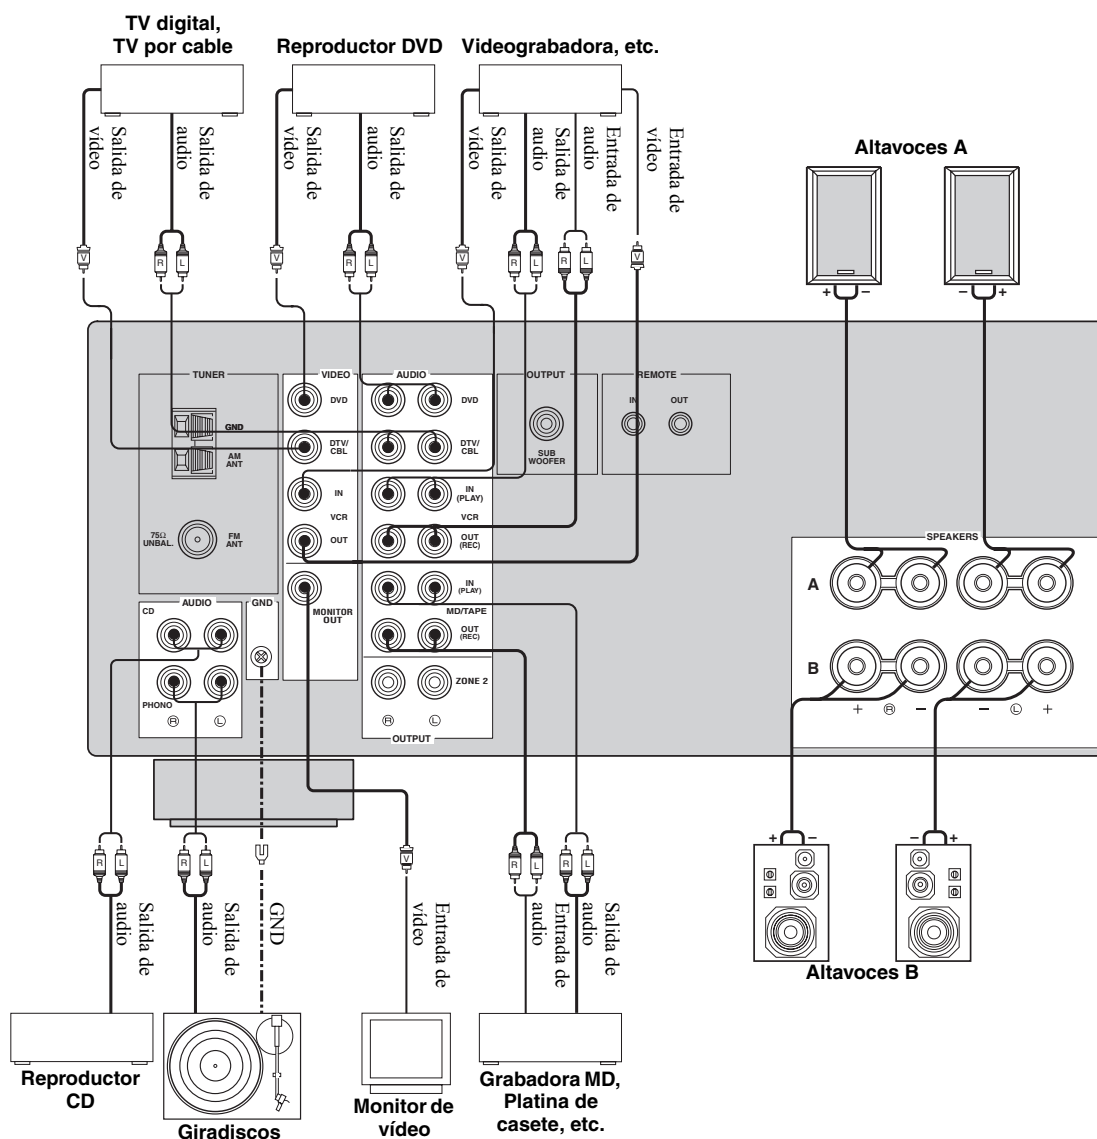 TV digital,
TV por cable
Reproductor DVD
Videograbadora, etc.
Salida de
vídeo
Salida de
audio
Salida de
vídeo
Salida de
audio
Salida de
vídeo
Salida de
audio
Entrada de
audio
Entrada de
vídeo
Altavoces A
V
R
L
V
R
L
V
R
L
R
L
V
+
−
−
+
TUNER
VIDEO
AUDIO
OUTPUT
REMOTE
GND
AM
ANT
75Ω
UNBAL.
FM
ANT
DVD
DTV/
CBL
IN
VCR
OUT
MONITOR
OUT
DVD
DTV/
CBL
IN
(PLAY)
VCR
OUT
(REC)
IN
(PLAY)
MD/TAPE
OUT
(REC)
ZONE 2
R
L
OUTPUT
SUB
WOOFER
IN
OUT
SPEAKERS
A
B
+
R
−
−
L
+
AUDIO
GND
CD
PHONO
R
L
R
L
R
L
V
R
L
R
L
+
−
−
+
Salida de
audio
Salida de
audio
GND
Entrada de
vídeo
Entrada de
audio
Salida de
audio
Altavoces B
Reproductor
CD
Giradiscos
Monitor de
vídeo
Grabadora MD,
Platina de
casete, etc.